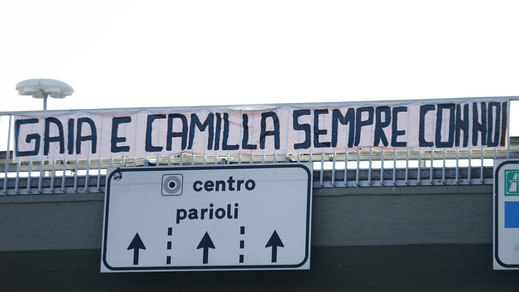 GAIA E CAMILLA SEMPRE CON NOI
centro
parioli